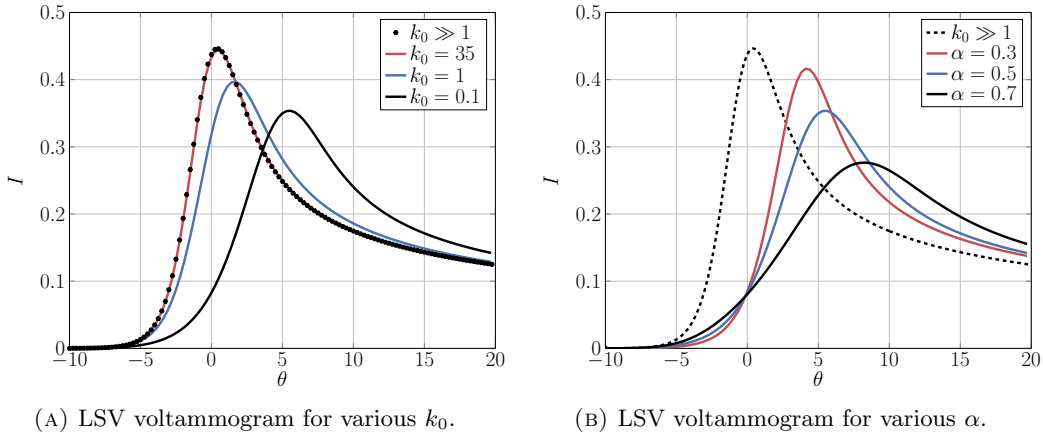 0.5
0.4
0.3
0.2
0.1
0
I
−10
−5
0
5
10
15
20
θ
k₀ ≫ 1
k₀ = 35
k₀ = 1
k₀ = 0.1
(A) LSV voltammogram for various k₀.
0.5
0.4
0.3
0.2
0.1
0
I
−10
−5
0
5
10
15
20
θ
k₀ ≫ 1
α = 0.3
α = 0.5
α = 0.7
(B) LSV voltammogram for various α.